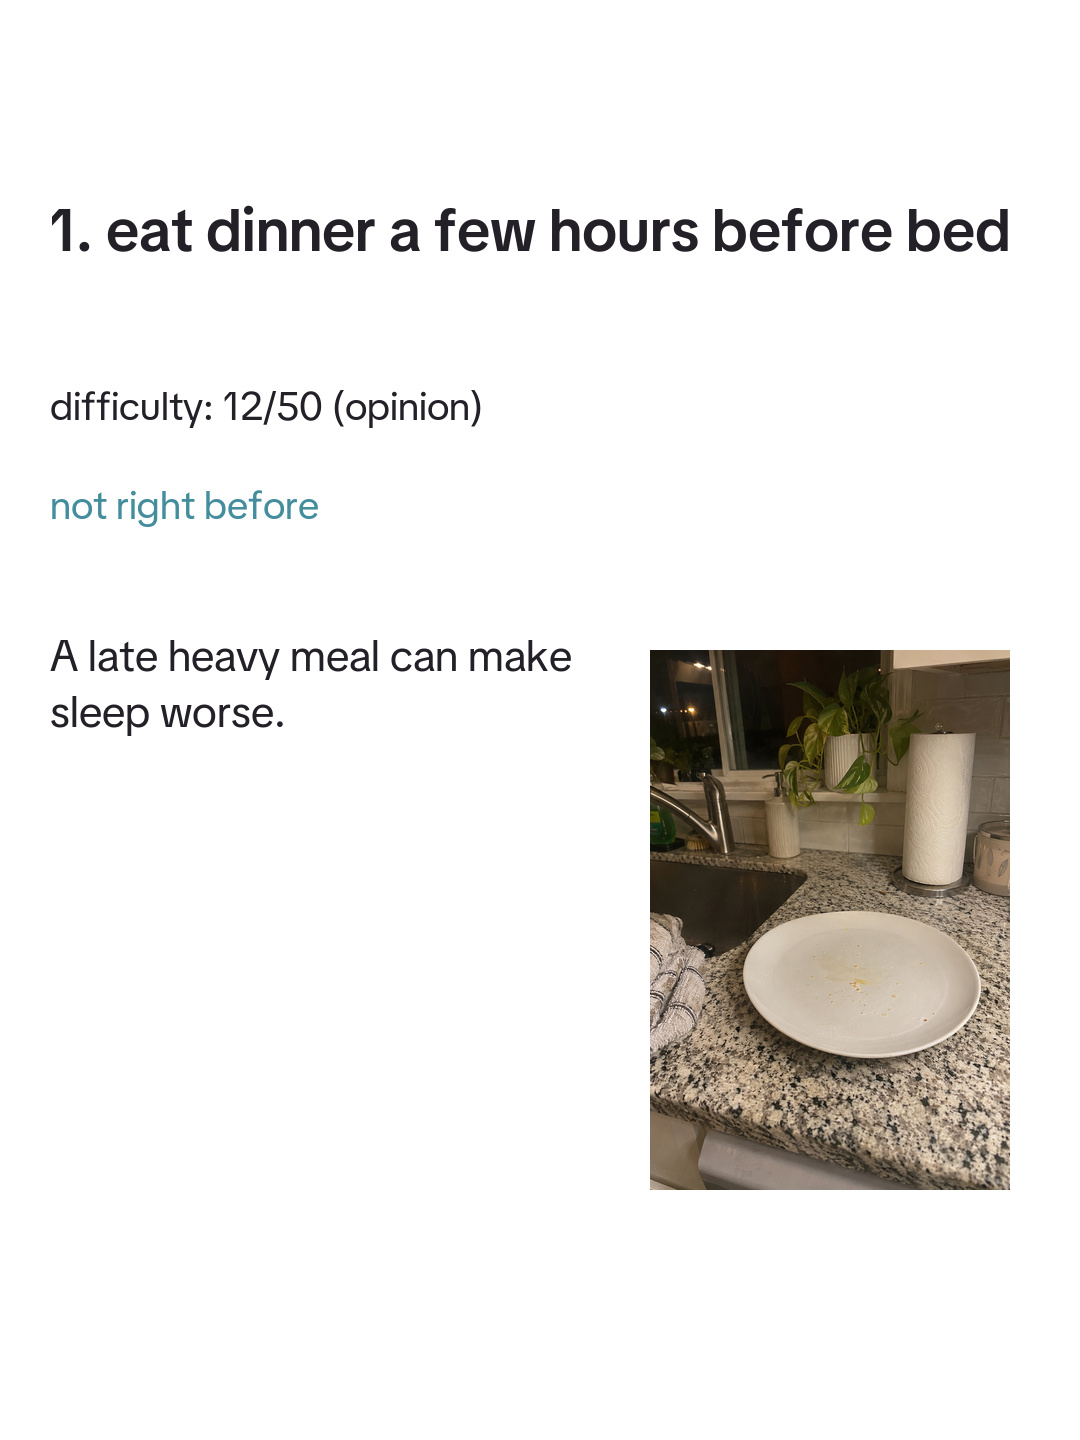 1. eat dinner a few hours before bed
difficulty: 12/50 (opinion)
not right before
A late heavy meal can make
sleep worse.